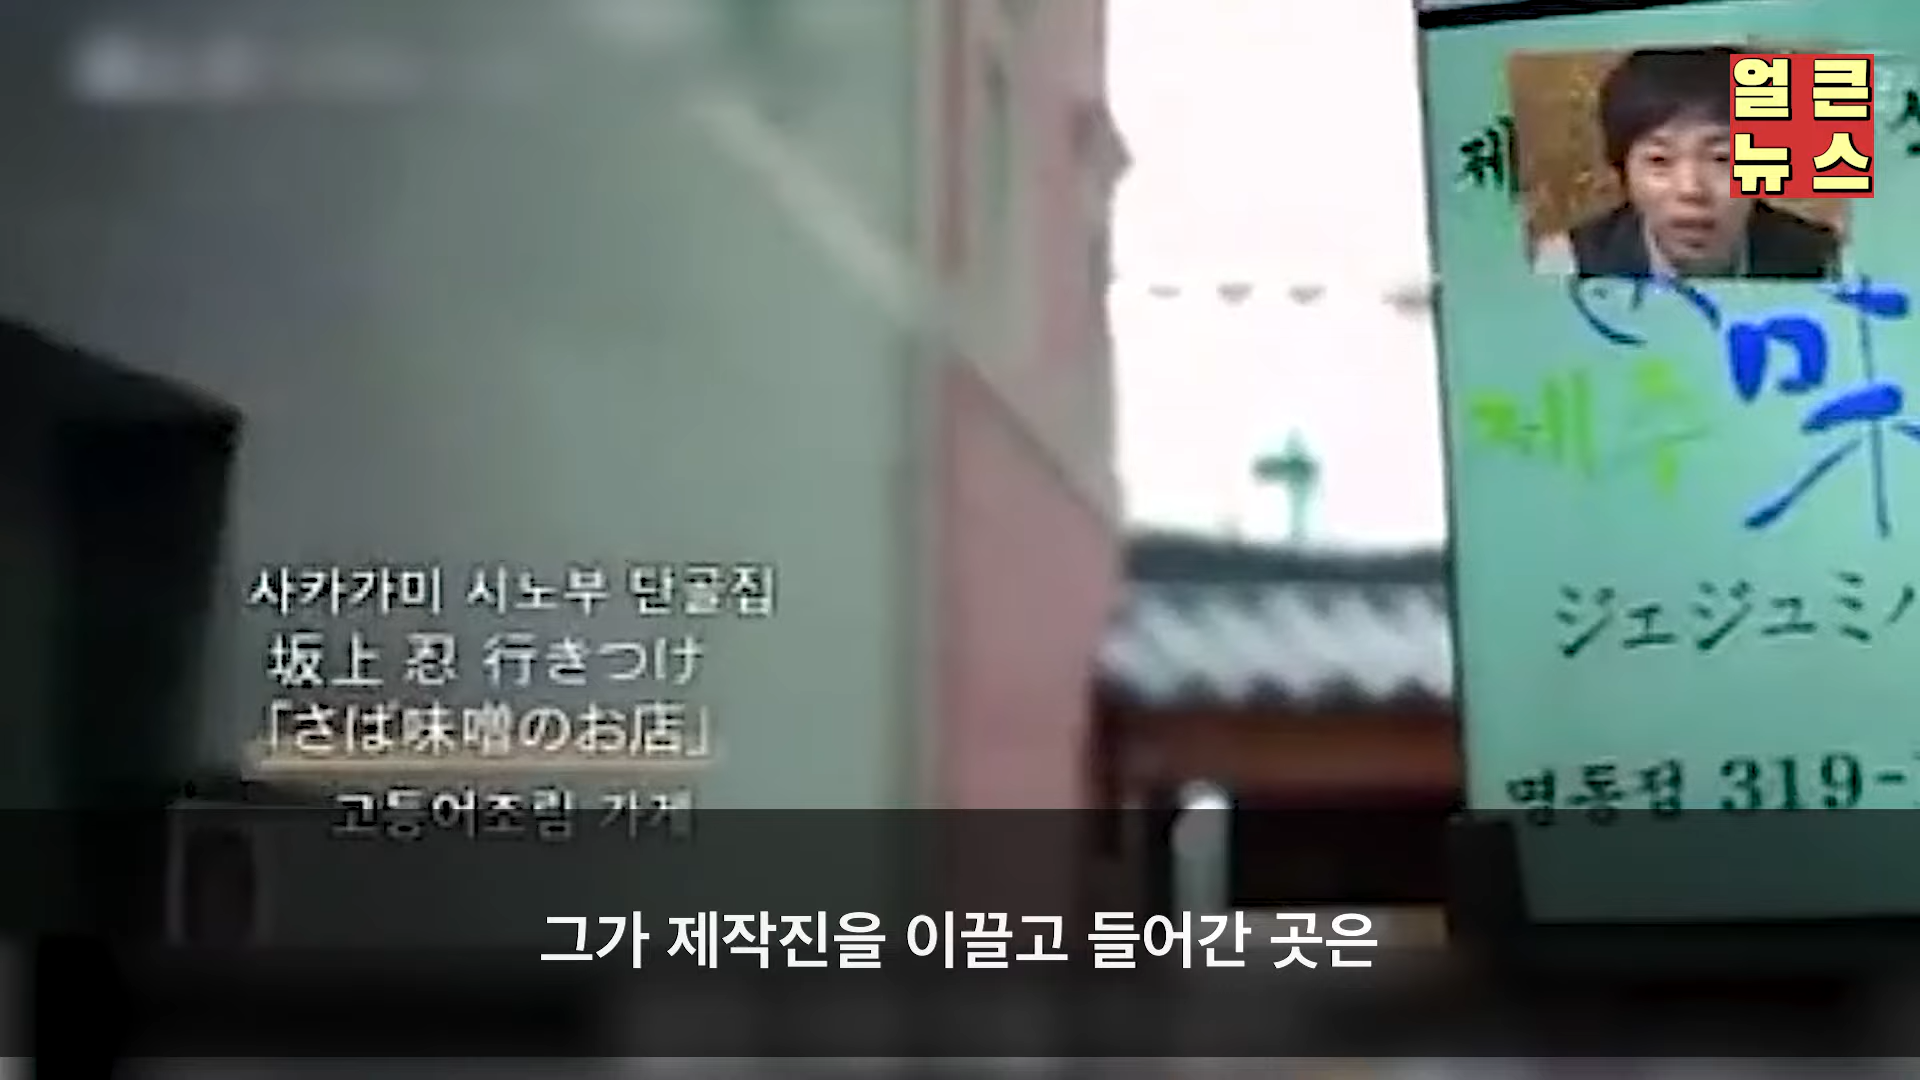 얼큰
뉴스
제
味
제주
ジェジュミ
사카가미 시노부 단골집
坂上 忍 行きつけ
「さば味噌のお店」
고등어조림 가게
명동점 319-
그가 제작진을 이끌고 들어간 곳은